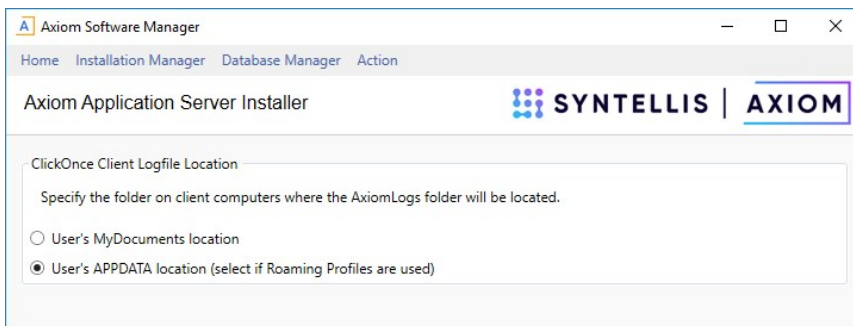 A Axiom Software Manager
Home Installation Manager Database Manager Action
Axiom Application Server Installer SYNTELLIS | AXIOM
ClickOnce Client Logfile Location
Specify the folder on client computers where the AxiomLogs folder will be located.
User's MyDocuments location
User's APPDATA location (select if Roaming Profiles are used)